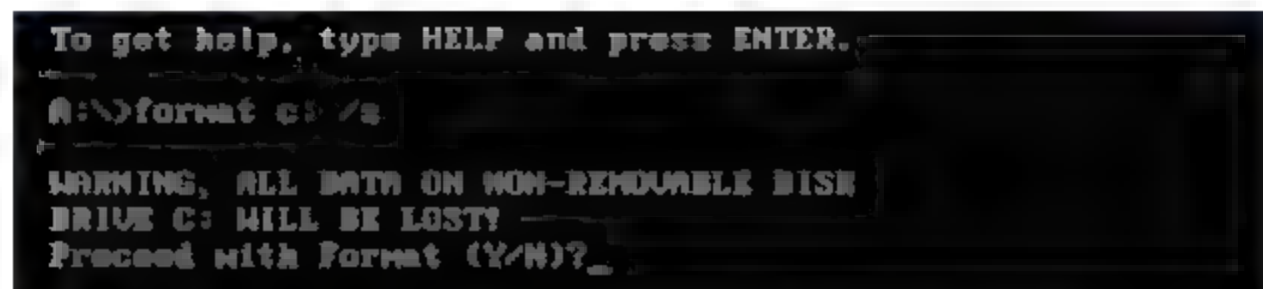 To get help, type HELP and press ENTER.
A:\>format c: /s
WARNING, ALL DATA ON NON-REMOVABLE DISK
DRIVE C: WILL BE LOST!
Proceed with Format (Y/N)?_